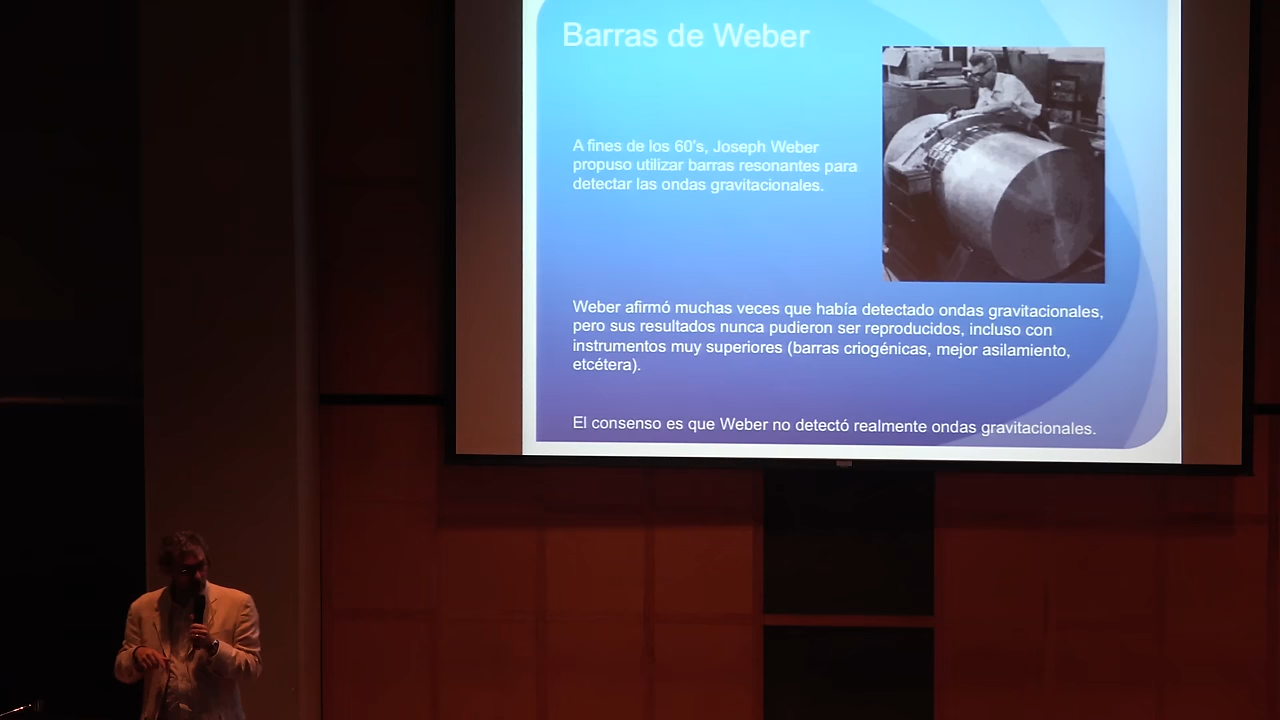 Barras de Weber
A fines de los 60's, Joseph Weber
propuso utilizar barras resonantes para
detectar las ondas gravitacionales.
Weber afirmó muchas veces que había detectado ondas gravitacionales,
pero sus resultados nunca pudieron ser reproducidos, incluso con
instrumentos muy superiores (barras criogénicas, mejor asilamiento,
etcétera).
El consenso es que Weber no detectó realmente ondas gravitacionales.